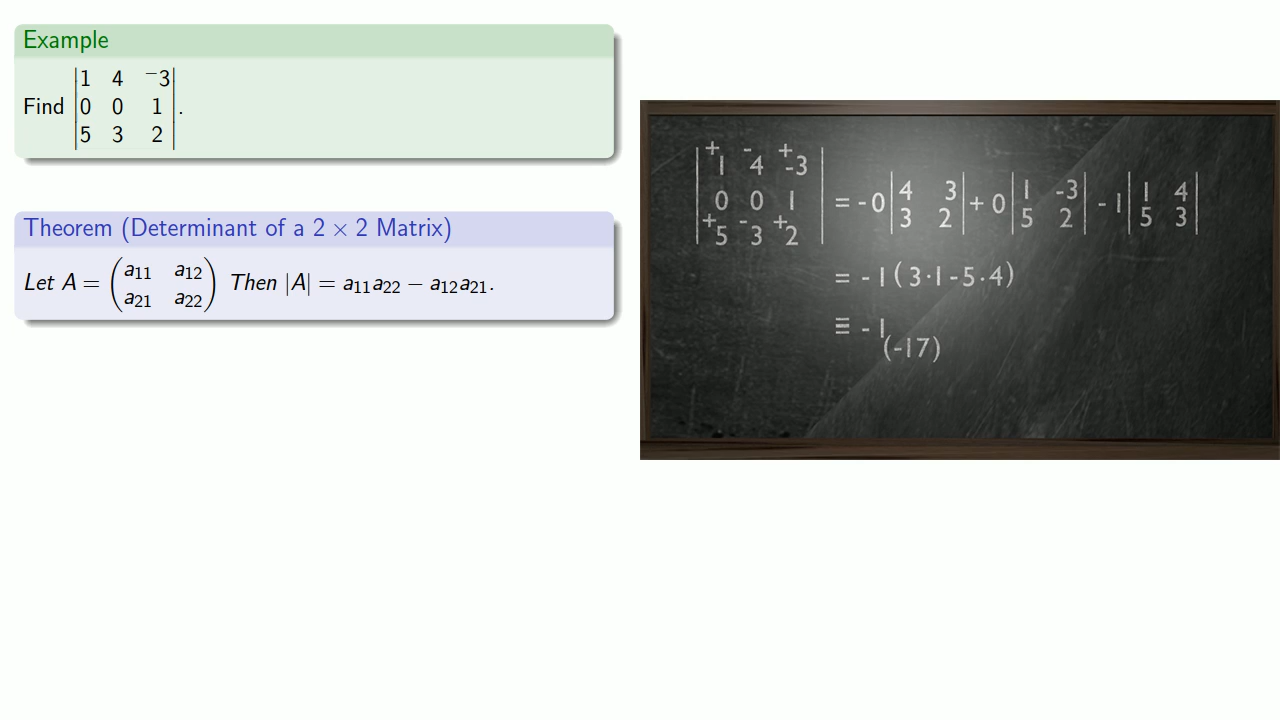 Example
Find |1 4 ⁻3|
|0 0 1|.
|5 3 2|
Theorem (Determinant of a 2 × 2 Matrix)
Let A = (a₁₁ a₁₂
a₂₁ a₂₂) Then |A| = a₁₁a₂₂ − a₁₂a₂₁.
+ - +
|1 4 -3|
|0 0 1| = -0 |4 3| + 0 |1 -3| - 1 |1 4|
|3 2| |5 2| |5 3|
+ - +
|5 3 2|
= - 1 ( 3·1 - 5·4 )
≡ - 1
(-17)